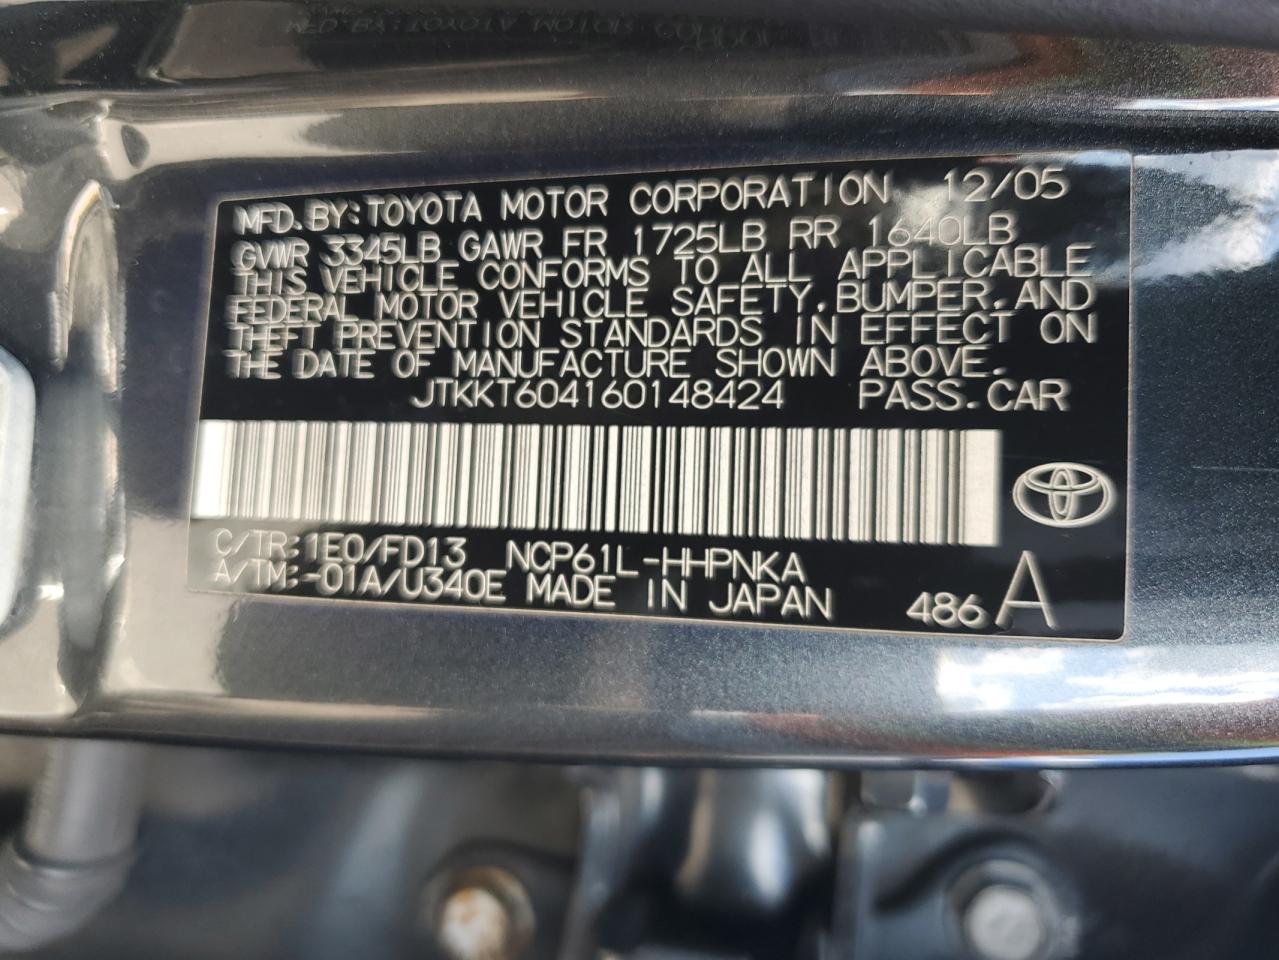 MFD.BY:TOYOTA MOTOR CORPORATION 12/05
GVWR 3345LB GAWR FR 1725LB RR 1640LB
THIS VEHICLE CONFORMS TO ALL APPLICABLE
FEDERAL MOTOR VEHICLE SAFETY,BUMPER,AND
THEFT PREVENTION STANDARDS IN EFFECT ON
THE DATE OF MANUFACTURE SHOWN ABOVE.
JTKKT604160148424 PASS.CAR
C/TR:1E0/FD13 NCP61L-HHPNKA
A/TM:-01A/U340E MADE IN JAPAN 486 A